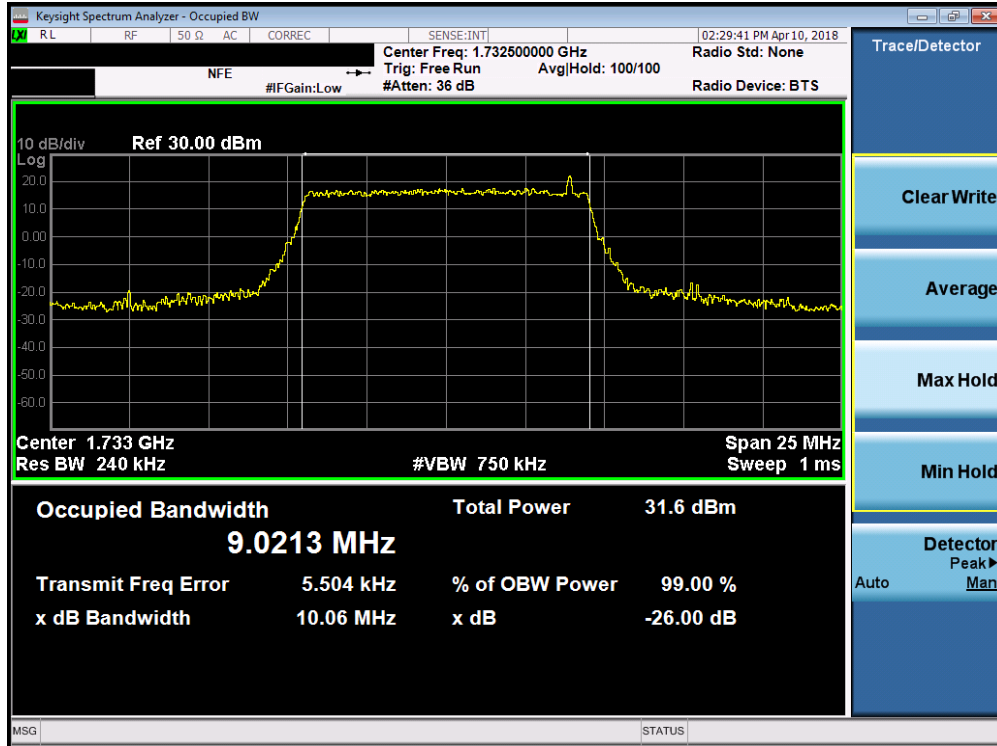 Keysight Spectrum Analyzer - Occupied BW
LXI RL RF 50 Ω AC CORREC SENSE:INT 02:29:41 PM Apr 10, 2018
Center Freq: 1.732500000 GHz Radio Std: None
NFE Trig: Free Run Avg|Hold: 100/100
#IFGain:Low #Atten: 36 dB Radio Device: BTS
Trace/Detector
10 dB/div Ref 30.00 dBm
Log
20.0
10.0
0.00
-10.0
-20.0
-30.0
-40.0
-50.0
-60.0
Center 1.733 GHz Span 25 MHz
Res BW 240 kHz #VBW 750 kHz Sweep 1 ms
Occupied Bandwidth Total Power 31.6 dBm
9.0213 MHz
Transmit Freq Error 5.504 kHz % of OBW Power 99.00 %
x dB Bandwidth 10.06 MHz x dB -26.00 dB
Clear Write
Average
Max Hold
Min Hold
Detector
Peak▶
Auto Man
MSG STATUS